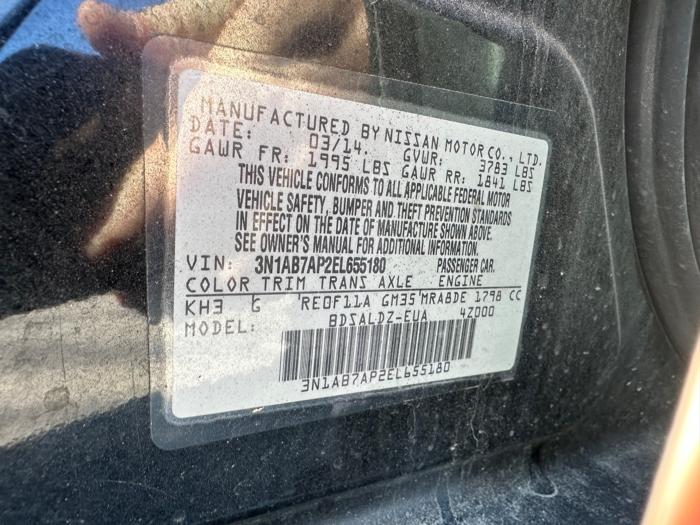 MANUFACTURED BY NISSAN MOTOR CO., LTD.
DATE: 03/14. GVWR: 3783 LBS
GAWR FR: 1995 LBS GAWR RR: 1841 LBS
THIS VEHICLE CONFORMS TO ALL APPLICABLE FEDERAL MOTOR
VEHICLE SAFETY, BUMPER AND THEFT PREVENTION STANDARDS
IN EFFECT ON THE DATE OF MANUFACTURE SHOWN ABOVE.
SEE OWNER'S MANUAL FOR ADDITIONAL INFORMATION.
VIN: 3N1AB7AP2EL655180 PASSENGER CAR.
COLOR TRIM TRANS AXLE ENGINE
KH3 G RE0F11A GM35 MRA8DE 1798 CC
MODEL: BDSALDZ-EUA 4Z000
3N1AB7AP2EL655180